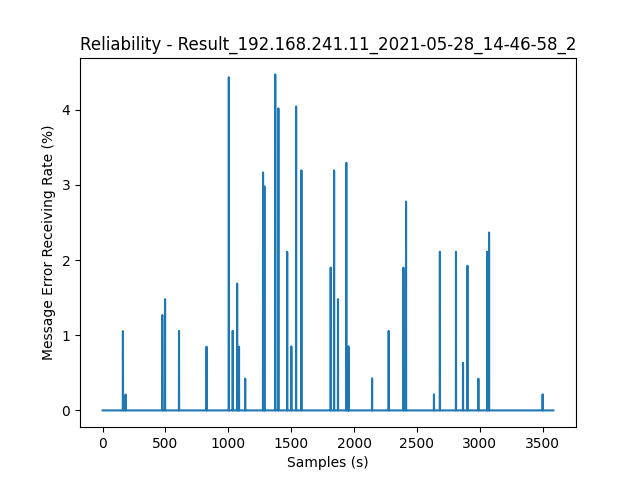 Reliability - Result_192.168.241.11_2021-05-28_14-46-58_2
Message Error Receiving Rate (%)
4
3
2
1
0
0 500 1000 1500 2000 2500 3000 3500
Samples (s)